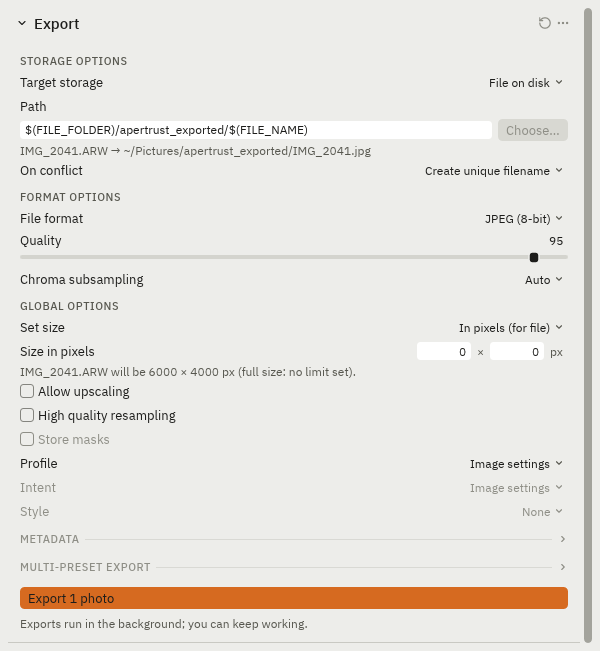 Export
STORAGE OPTIONS
Target storage File on disk
Path
$(FILE_FOLDER)/apertrust_exported/$(FILE_NAME) Choose...
IMG_2041.ARW → ~/Pictures/apertrust_exported/IMG_2041.jpg
On conflict Create unique filename
FORMAT OPTIONS
File format JPEG (8-bit)
Quality 95
Chroma subsampling Auto
GLOBAL OPTIONS
Set size In pixels (for file)
Size in pixels 0 × 0 px
IMG_2041.ARW will be 6000 × 4000 px (full size: no limit set).
Allow upscaling
High quality resampling
Store masks
Profile Image settings
Intent Image settings
Style None
METADATA
MULTI-PRESET EXPORT
Export 1 photo
Exports run in the background; you can keep working.